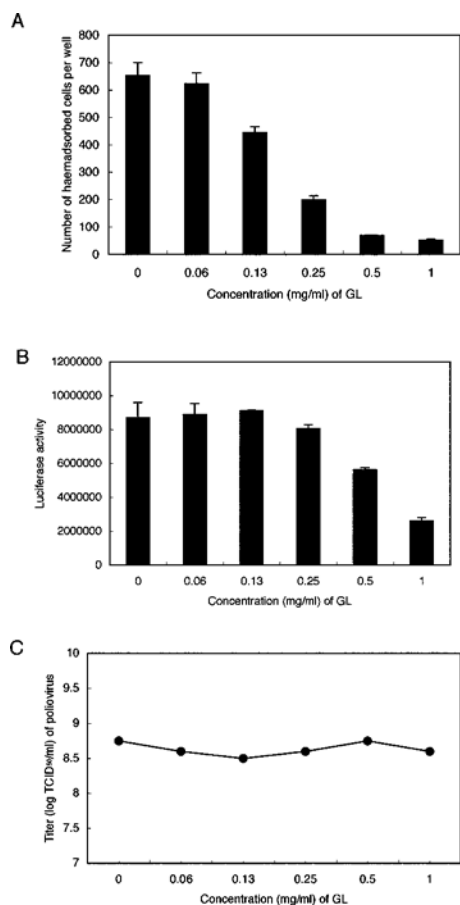 A
Number of haemadsorbed cells per well
800
700
600
500
400
300
200
100
0
0 0.06 0.13 0.25 0.5 1
Concentration (mg/ml) of GL
B
Luciferase activity
12000000
10000000
8000000
6000000
4000000
2000000
0
0 0.06 0.13 0.25 0.5 1
Concentration (mg/ml) of GL
C
Titer (log TCID50/ml) of poliovirus
10
9.5
9
8.5
8
7.5
7
0 0.06 0.13 0.25 0.5 1
Concentration (mg/ml) of GL